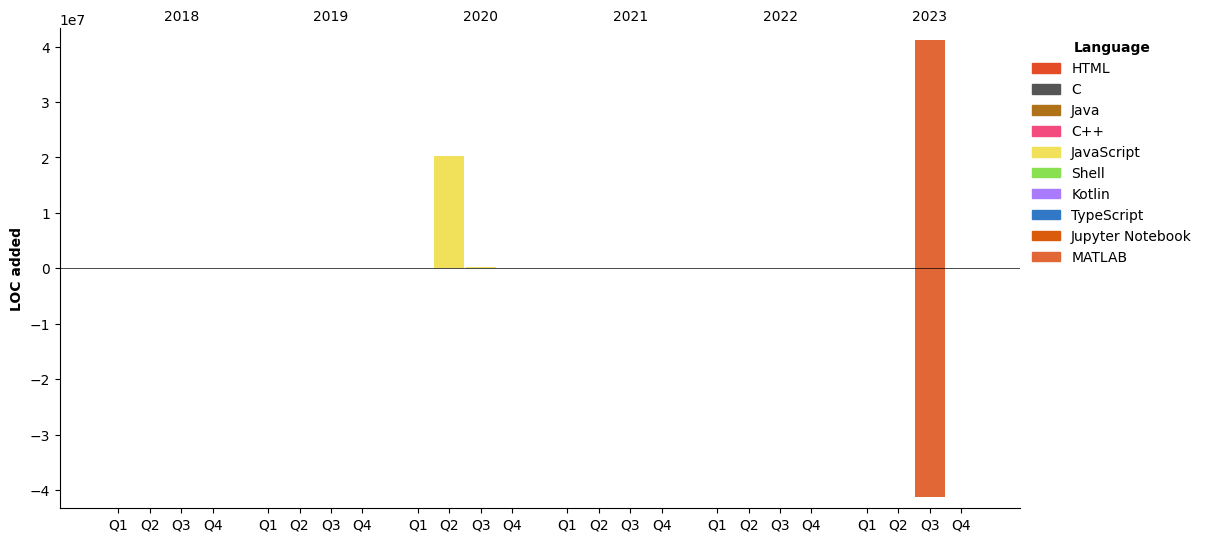 1e7
2018 2019 2020 2021 2022 2023
4
3
2
1
0
−1
−2
−3
−4
LOC added
Q1 Q2 Q3 Q4 Q1 Q2 Q3 Q4 Q1 Q2 Q3 Q4 Q1 Q2 Q3 Q4 Q1 Q2 Q3 Q4 Q1 Q2 Q3 Q4
Language
HTML
C
Java
C++
JavaScript
Shell
Kotlin
TypeScript
Jupyter Notebook
MATLAB